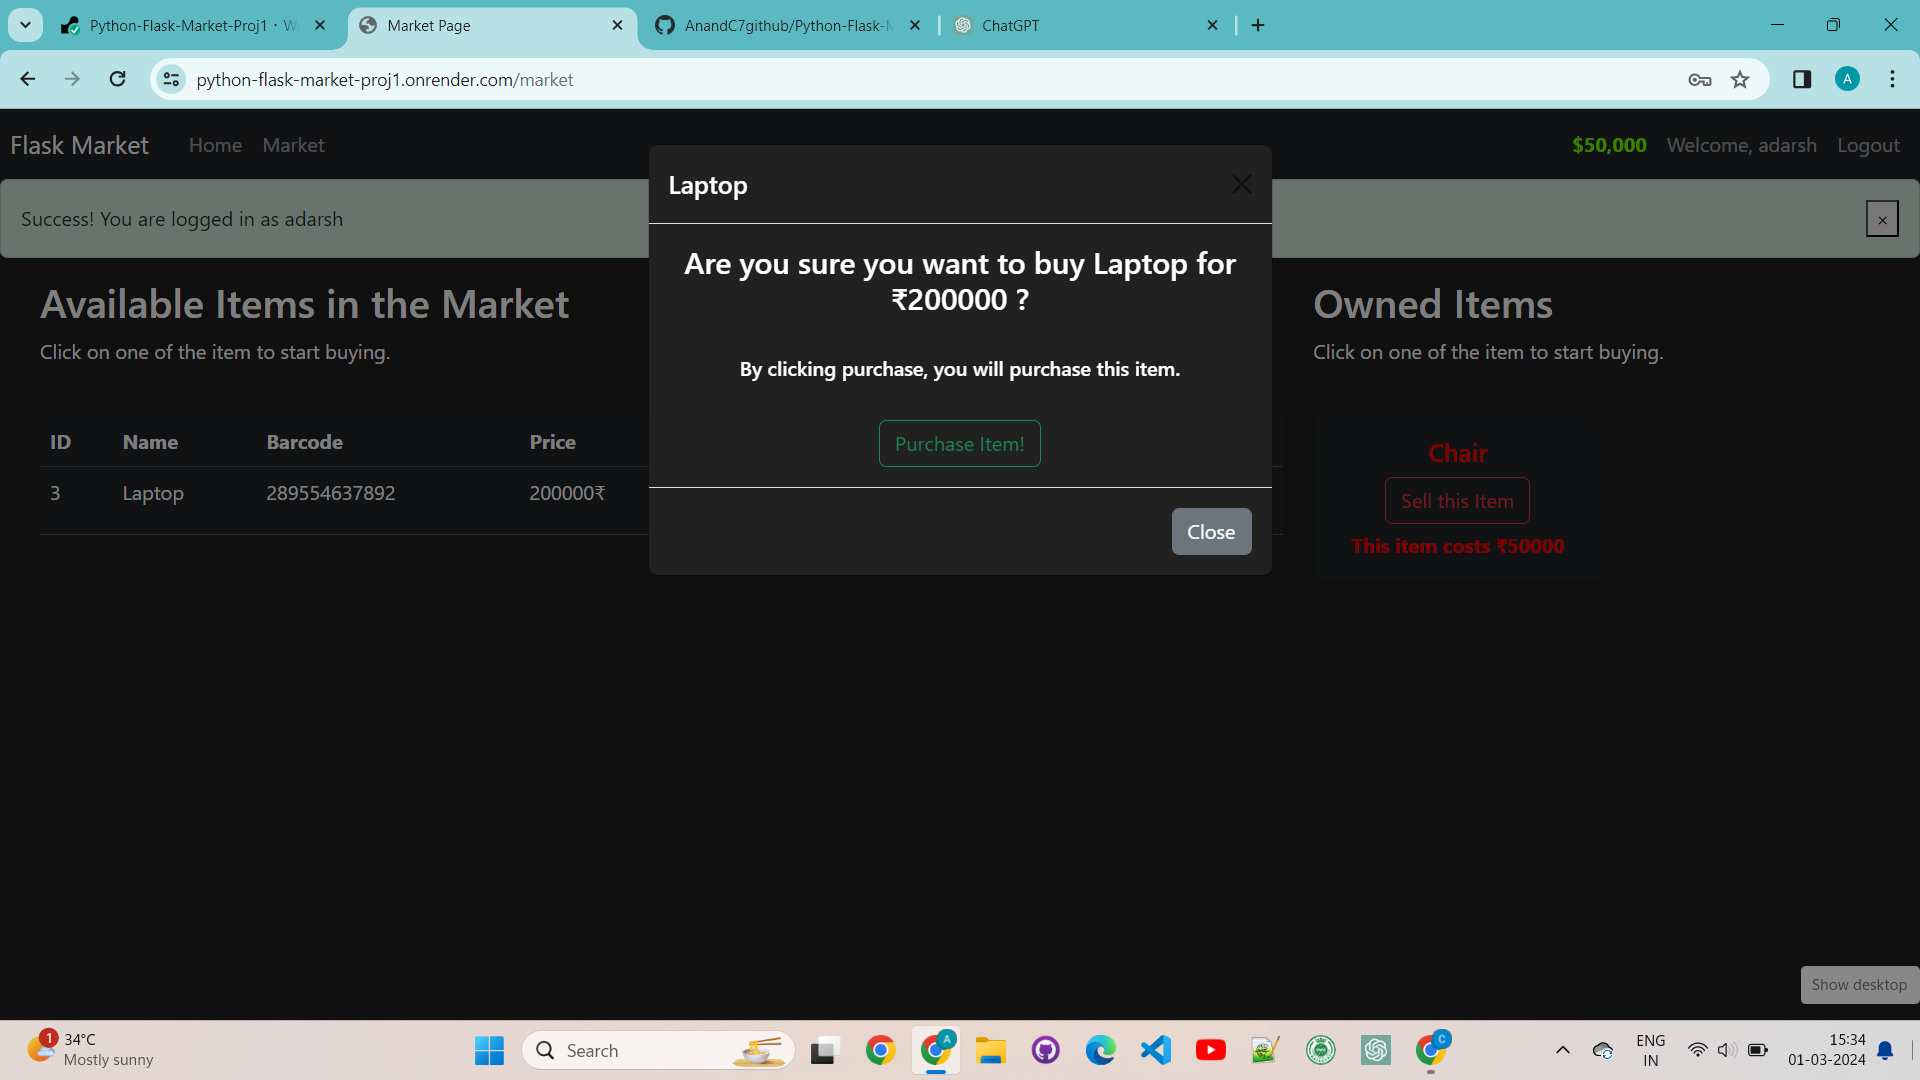 Python-Flask-Market-Proj1 · W
Market Page
AnandC7github/Python-Flask-M
ChatGPT
python-flask-market-proj1.onrender.com/market
A
Flask Market
Home
Market
$50,000
Welcome, adarsh
Logout
Success! You are logged in as adarsh
×
Laptop
Are you sure you want to buy Laptop for
₹200000 ?
By clicking purchase, you will purchase this item.
Purchase Item!
Close
Available Items in the Market
Click on one of the item to start buying.
ID Name Barcode Price
3 Laptop 289554637892 200000₹
Owned Items
Click on one of the item to start buying.
Chair
Sell this Item
This item costs ₹50000
Show desktop
1
34°C
Mostly sunny
Search
A
C
ENG
IN
15:34
01-03-2024